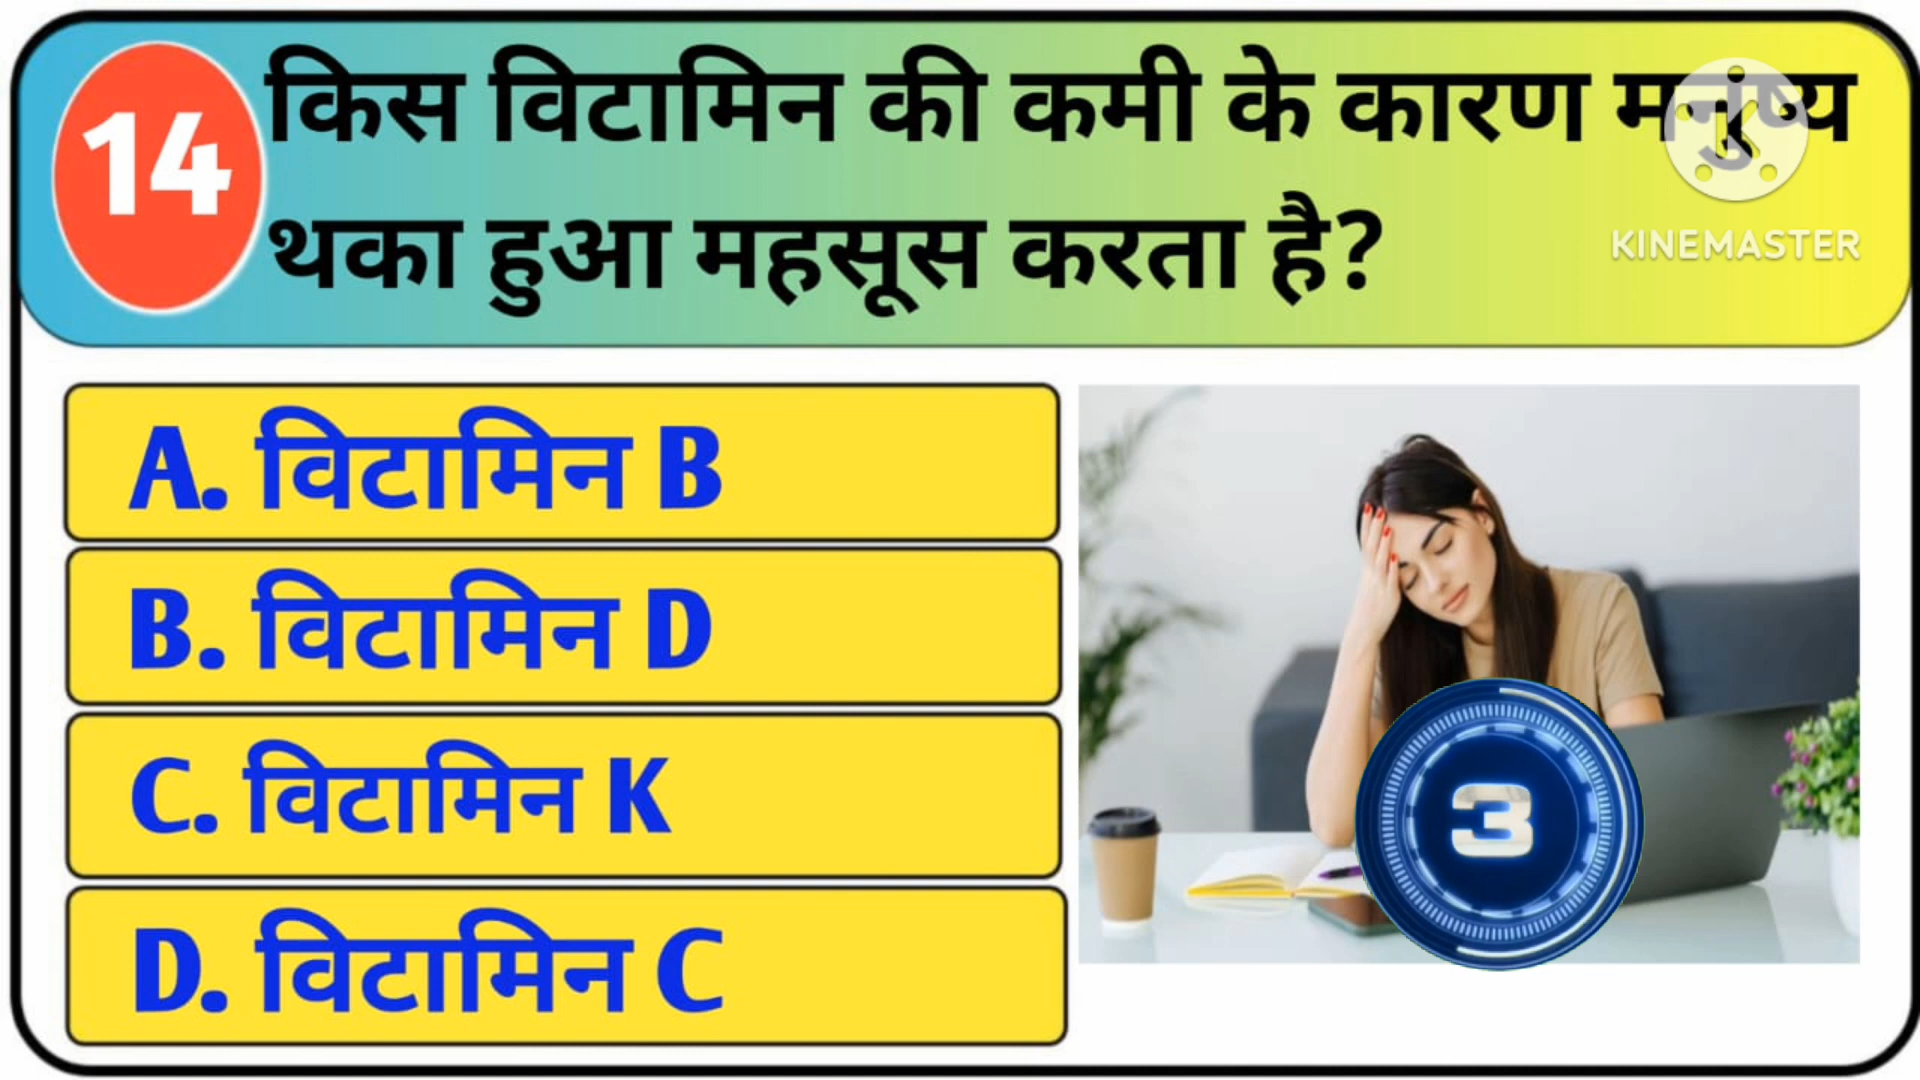 14
किस विटामिन की कमी के कारण मनुष्य
थका हुआ महसूस करता है?
KINEMASTER
A. विटामिन B
B. विटामिन D
C. विटामिन K
D. विटामिन C
3